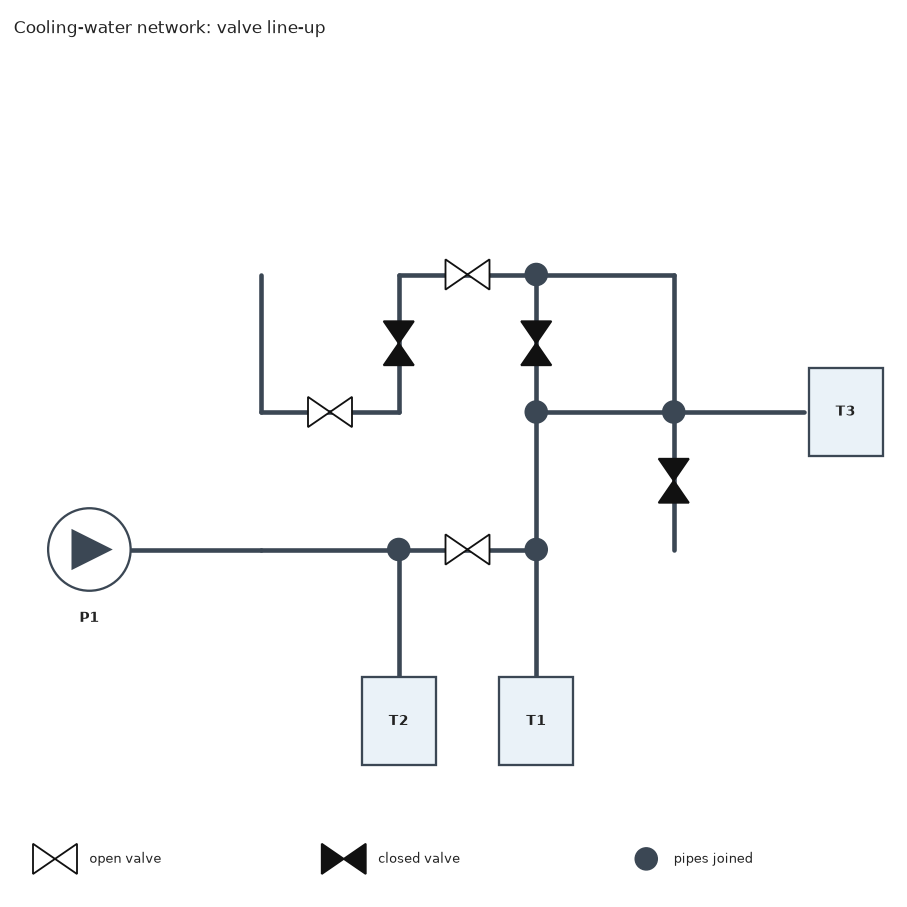 Cooling-water network: valve line-up
T3
P1
T2
T1
open valve
closed valve
pipes joined